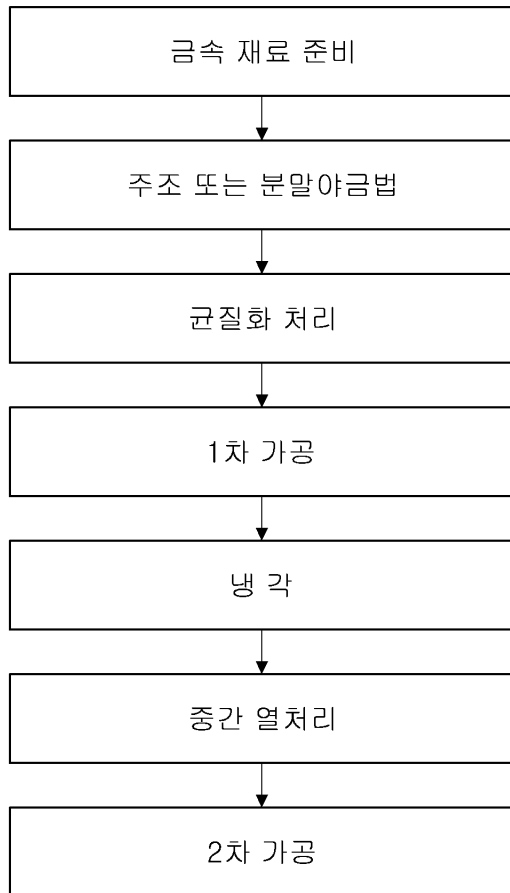 금속 재료 준비
주조 또는 분말야금법
균질화 처리
1차 가공
냉 각
중간 열처리
2차 가공